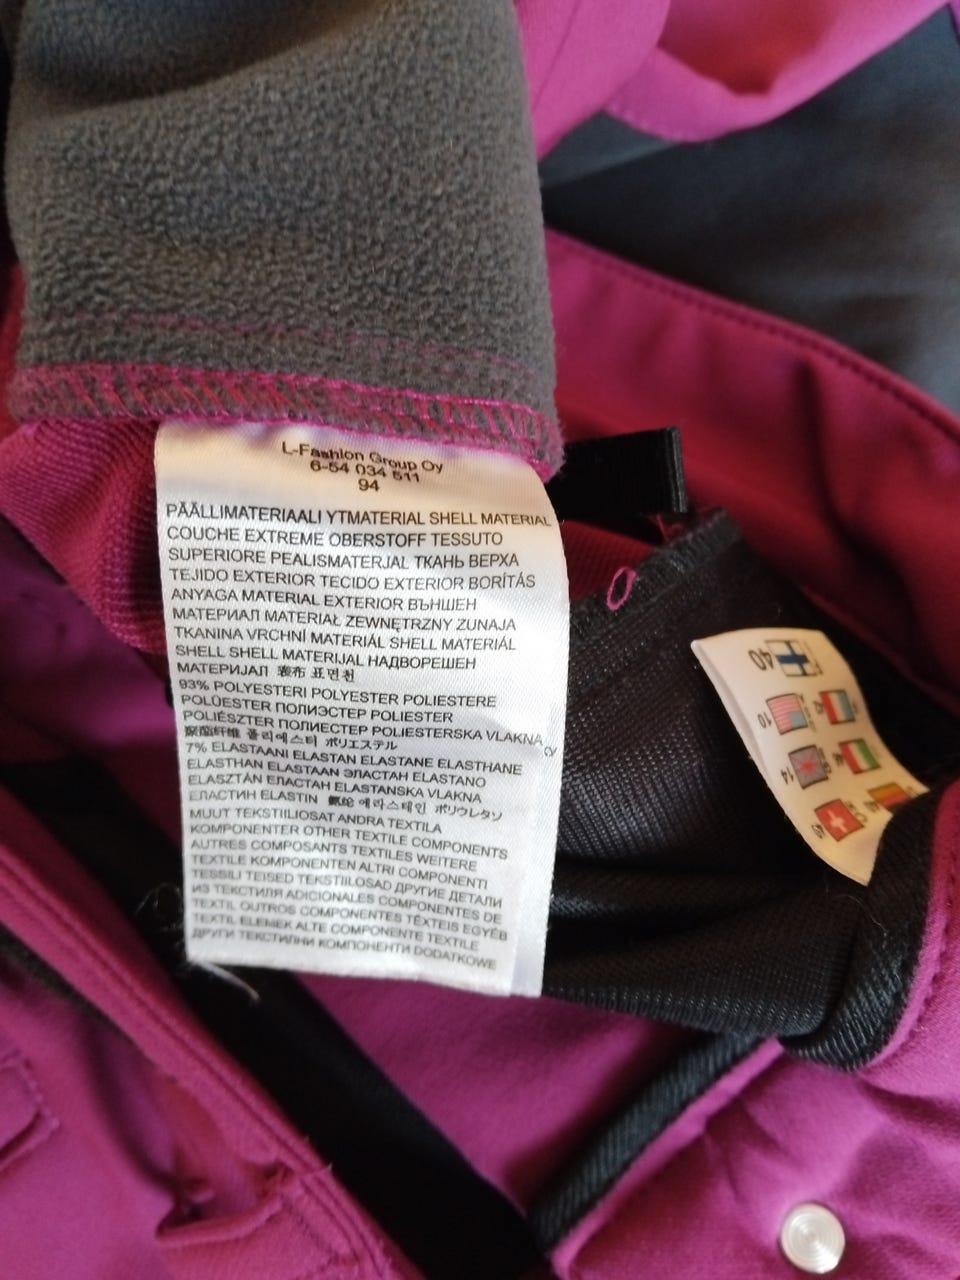 L-Fashion Group Oy
6-54 034 511
94
PÄÄLLIMATERIAALI YTMATERIAL SHELL MATERIAL
COUCHE EXTREME OBERSTOFF TESSUTO
SUPERIORE PEALISMATERJAL ТКАНЬ ВЕРХА
TEJIDO EXTERIOR TECIDO EXTERIOR BORÍTÁS
ANYAGA MATERIAL EXTERIOR ВЪНШЕН
МАТЕРИАЛ MATERIAŁ ZEWNĘTRZNY ZUNAJA
TKANINA VRCHNÍ MATERIÁL SHELL MATERIÁL
SHELL SHELL MATERIJAL НАДВОРЕШЕН
МАТЕРИЈАЛ 表布 표면천
93% POLYESTERI POLYESTER POLIESTERE
POLÜESTER ПОЛИЭСТЕР POLIESTER
POLIÉSZTER ПОЛИЕСТЕР POLIESTERSKA VLAKNA
聚酯纤维 폴리에스터 ポリエステル
7% ELASTAANI ELASTAN ELASTANE ELASTHANE
ELASTHAN ELASTAAN ЭЛАСТАН ELASTANO
ELASZTÁN ЕЛАСТАН ELASTANSKA VLAKNA
ЕЛАСТИН ELASTIN 에라스테인 ポリウレタン
MUUT TEKSTIILIOSAT ANDRA TEXTILA
KOMPONENTER OTHER TEXTILE COMPONENTS
AUTRES COMPOSANTS TEXTILES WEITERE
TEXTILE KOMPONENTEN ALTRI COMPONENTI
TESSILI TEISED TEKSTIILOSAD ДРУГИЕ ДЕТАЛИ
ИЗ ТЕКСТИЛЯ ADICIONALES COMPONENTES DE
TEXTIL OUTROS COMPONENTES TÊXTEIS EGYÉB
TEXTIL ELEMEK ALTE COMPONENTE TEXTILE
ДРУГИ ТЕКСТИЛНИ КОМПОНЕНТИ DODATKOWE
40
10
14